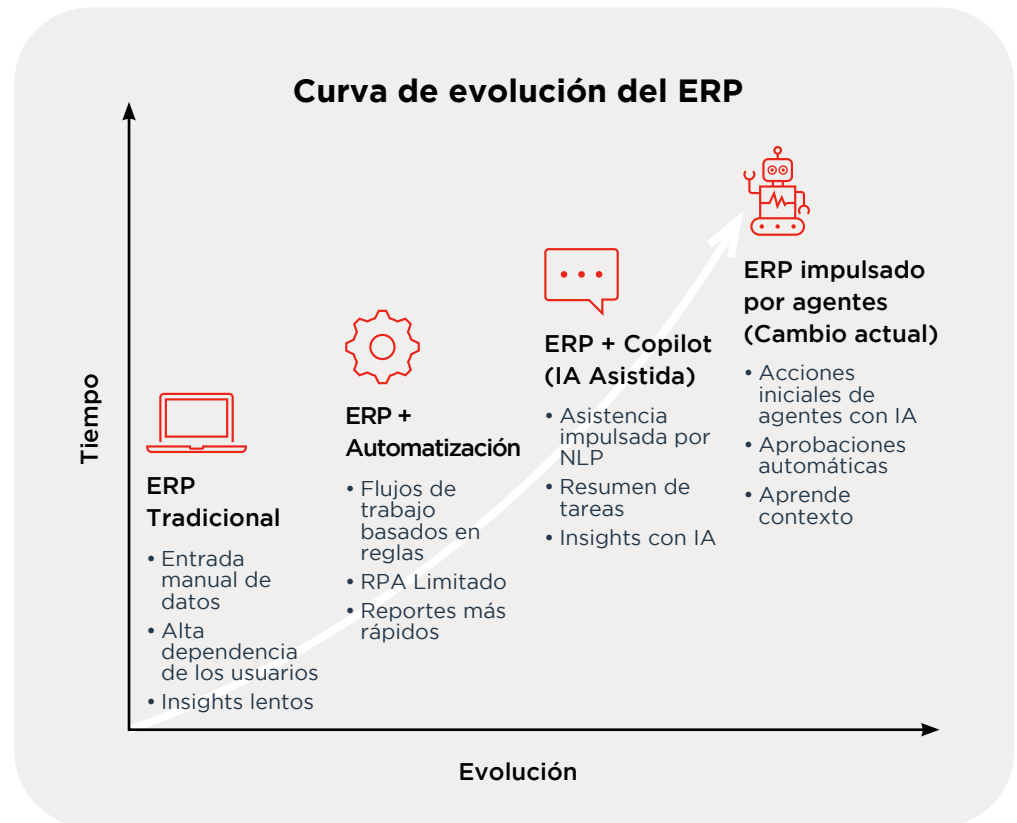 Curva de evolución del ERP
Tiempo
ERP
Tradicional
• Entrada
manual de
datos
• Alta
dependencia
de los usuarios
• Insights lentos
ERP +
Automatización
• Flujos de
trabajo
basados en
reglas
• RPA Limitado
• Reportes más
rápidos
ERP + Copilot
(IA Asistida)
• Asistencia
impulsada por
NLP
• Resumen de
tareas
• Insights con IA
ERP impulsado
por agentes
(Cambio actual)
• Acciones
iniciales de
agentes con IA
• Aprobaciones
automáticas
• Aprende
contexto
Evolución